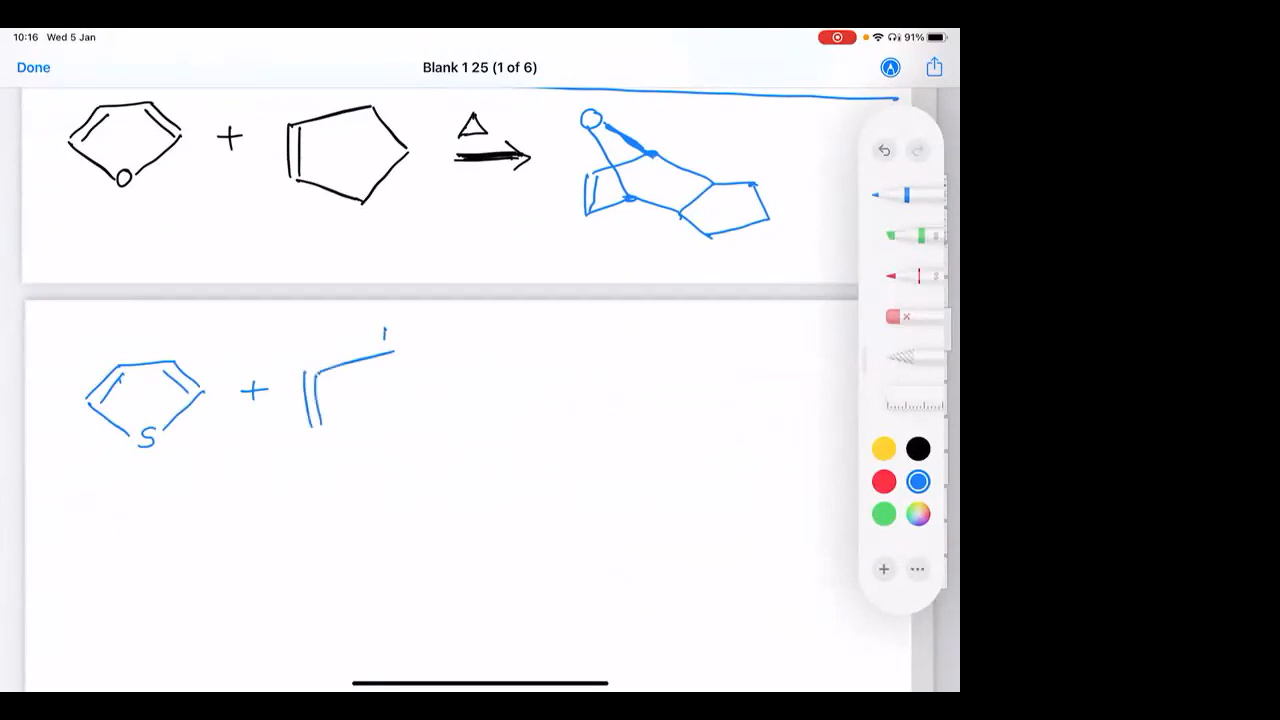 10:16 Wed 5 Jan 91%
Done Blank 1 25 (1 of 6)
O
+ Δ
O
+
S